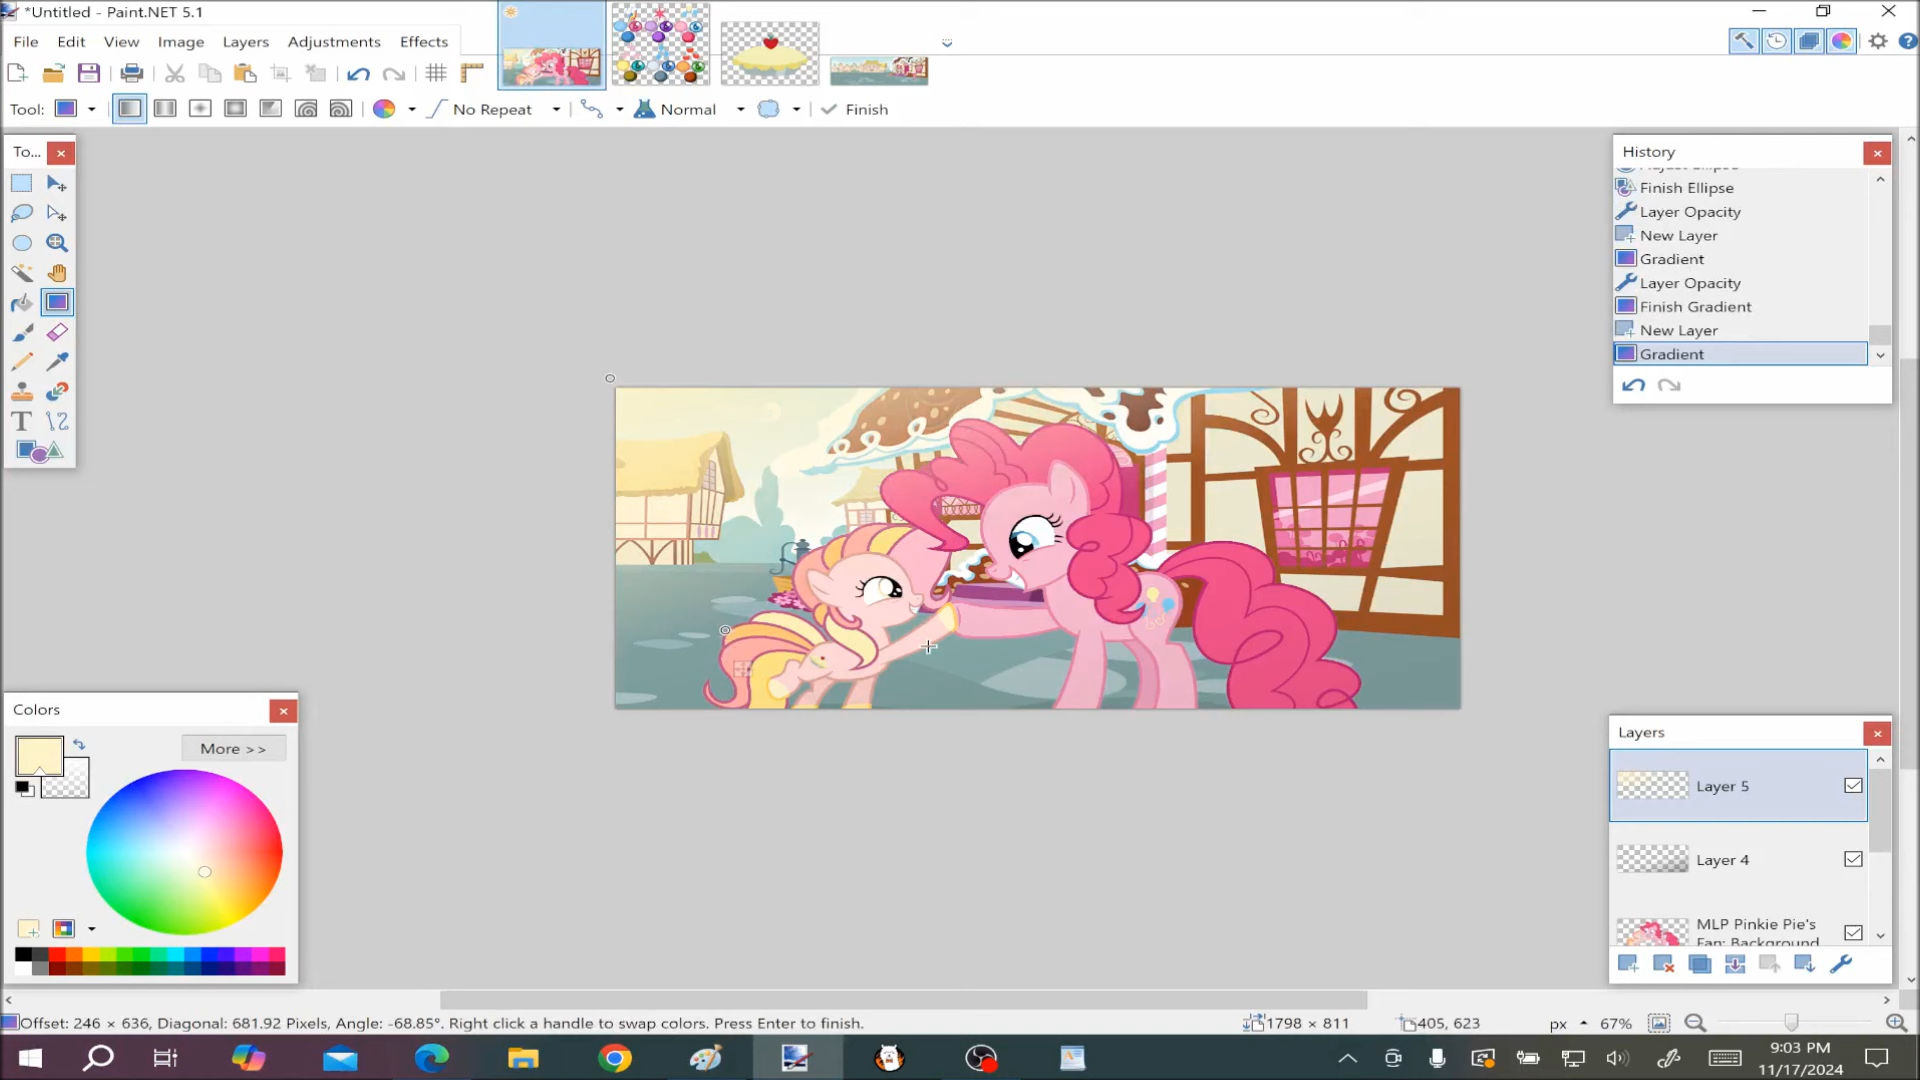 *Untitled - Paint.NET 5.1
File Edit View Image Layers Adjustments Effects
Tool: No Repeat Normal Finish
To...
History
Finish Ellipse
Layer Opacity
New Layer
Gradient
Layer Opacity
Finish Gradient
New Layer
Gradient
Colors
More >>
Layers
Layer 5
Layer 4
MLP Pinkie Pie's
Fan: Background
Offset: 246 × 636, Diagonal: 681.92 Pixels, Angle: -68.85°. Right click a handle to swap colors. Press Enter to finish.
1798 × 811
405, 623
px
67%
9:03 PM
11/17/2024